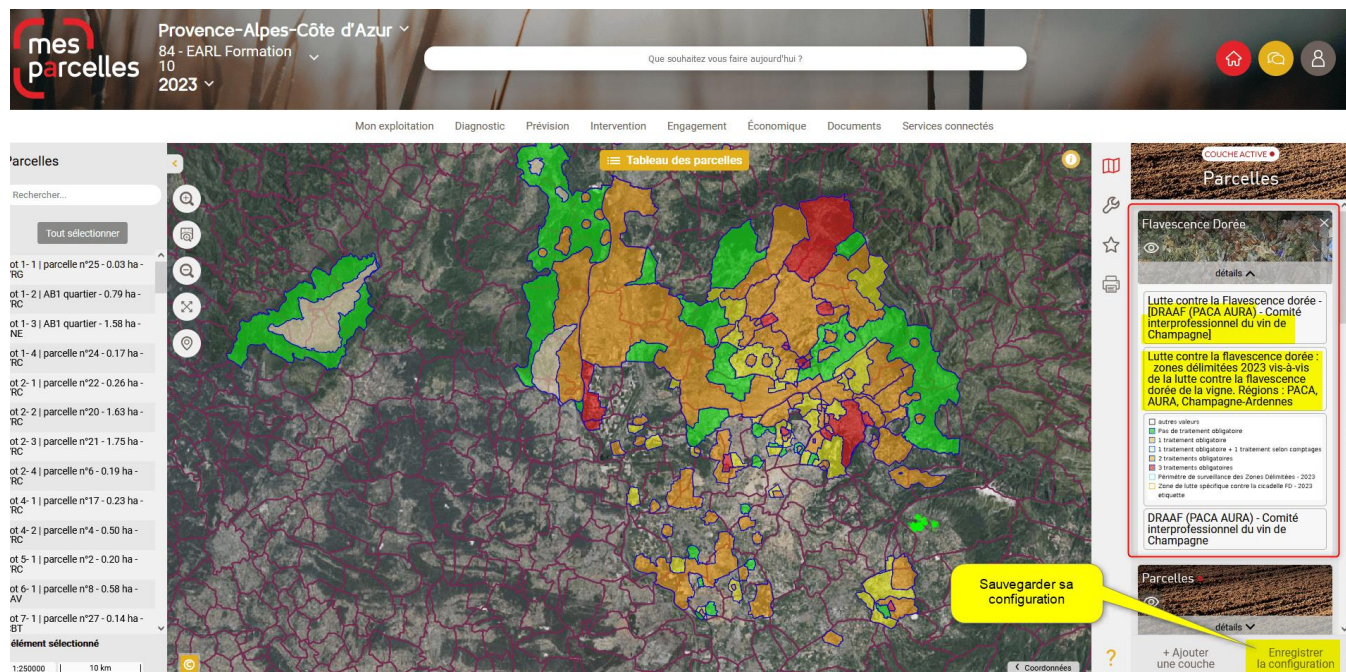 mes
parcelles
Provence-Alpes-Côte d'Azur
84 - EARL Formation
10
2023
Que souhaitez vous faire aujourd'hui ?
Mon exploitation Diagnostic Prévision Intervention Engagement Économique Documents Services connectés
Parcelles
Rechercher...
Tout sélectionner
ot 1- 1 | parcelle n°25 - 0.03 ha -
RG
ot 1- 2 | AB1 quartier - 0.79 ha -
RC
ot 1- 3 | AB1 quartier - 1.58 ha -
NE
ot 1- 4 | parcelle n°24 - 0.17 ha -
RC
ot 2- 1 | parcelle n°22 - 0.26 ha -
RC
ot 2- 2 | parcelle n°20 - 1.63 ha -
RC
ot 2- 3 | parcelle n°21 - 1.75 ha -
RC
ot 2- 4 | parcelle n°6 - 0.19 ha -
RC
ot 4- 1 | parcelle n°17 - 0.23 ha -
RC
ot 4- 2 | parcelle n°4 - 0.50 ha -
RC
ot 5- 1 | parcelle n°2 - 0.20 ha -
RC
ot 6- 1 | parcelle n°8 - 0.58 ha -
AV
ot 7- 1 | parcelle n°27 - 0.14 ha -
BT
élément sélectionné
1:250000 10 km
Tableau des parcelles
Coordonnées
COUCHE ACTIVE
Parcelles
Flavescence Dorée
détails
Lutte contre la Flavescence dorée -
[DRAAF (PACA AURA) - Comité
interprofessionnel du vin de
Champagne]
Lutte contre la flavescence dorée :
zones délimitées 2023 vis-à-vis
de la lutte contre la flavescence
dorée de la vigne. Régions : PACA,
AURA, Champagne-Ardennes
autres valeurs
Pas de traitement obligatoire
1 traitement obligatoire
1 traitement obligatoire + 1 traitement selon comptages
2 traitements obligatoires
3 traitements obligatoires
Périmètre de surveillance des Zones Délimitées - 2023
Zone de lutte spécifique contre la cicadelle FD - 2023
etiquette
DRAAF (PACA AURA) - Comité
interprofessionnel du vin de
Champagne
Parcelles
détails
Sauvegarder sa
configuration
+ Ajouter
une couche
Enregistrer
la configuration